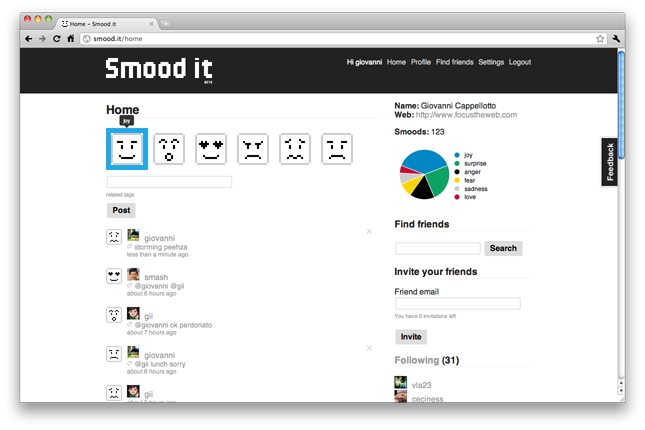 Home – Smood it
smood.it/home
Smood it
BETA
Hi giovanni Home Profile Find friends Settings Logout
Home
joy
related tags
Post
giovanni
storming peehza
less than a minute ago
smash
@giovanni @gii
about 6 hours ago
gii
@giovanni ok perdonato
about 7 hours ago
giovanni
@gii lunch sorry
about 8 hours ago
gii
Name: Giovanni Cappellotto
Web: http://www.focustheweb.com
Smoods: 123
joy
surprise
anger
fear
sadness
love
Find friends
Search
Invite your friends
Friend email
You have 0 invitations left
Invite
Following (31)
vla23
ceciness
Feedback